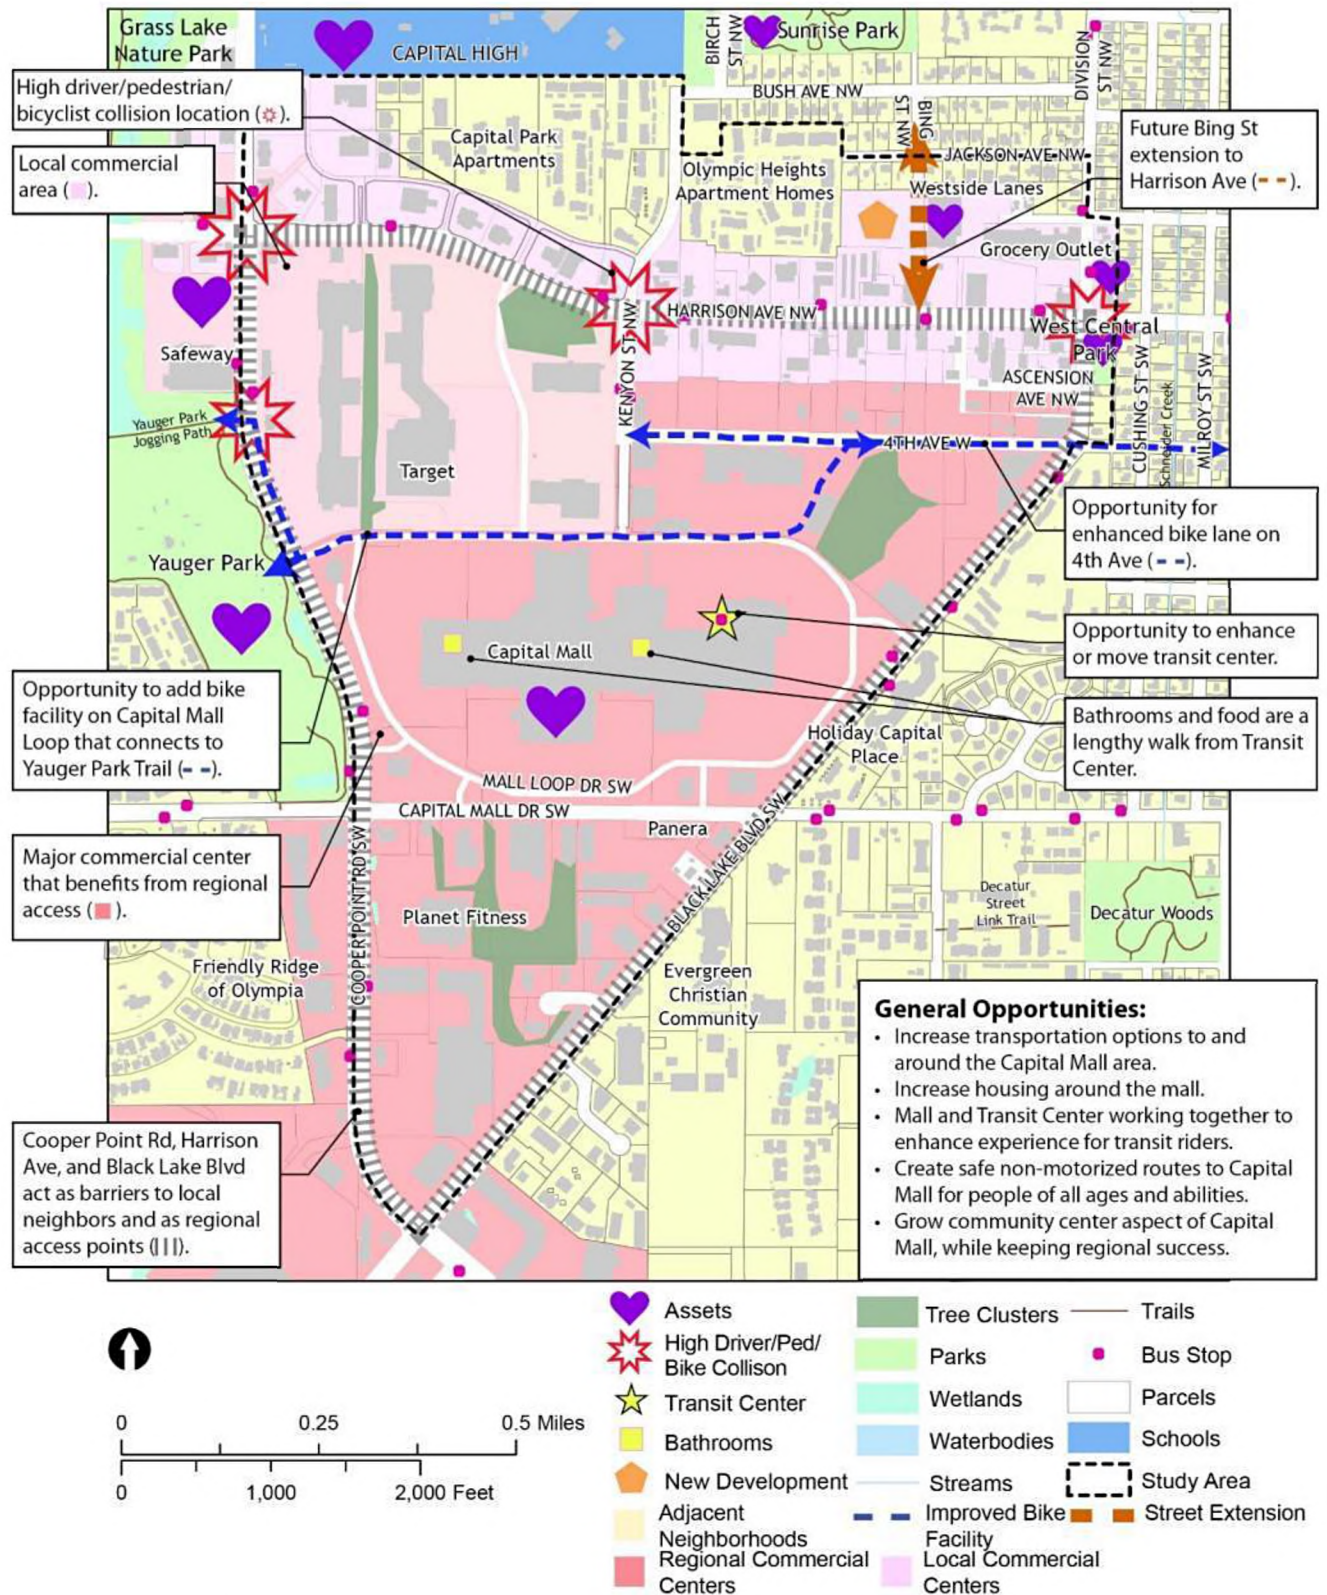 Grass Lake
Nature Park
CAPITAL HIGH
BIRCH
ST NW
Sunrise Park
DIVISION
ST NW
BUSH AVE NW
BING
ST NW
High driver/pedestrian/
bicyclist collision location ( ).
Local commercial
area ( ).
Capital Park
Apartments
Olympic Heights
Apartment Homes
JACKSON AVE NW
Westside Lanes
Future Bing St
extension to
Harrison Ave ( ).
Grocery Outlet
HARRISON AVE NW
West Central
Park
KENYON ST NW
Safeway
ASCENSION
AVE NW
CUSHING ST SW
Schneider Creek
MILROY ST SW
Yauger Park
Jogging Path
4TH AVE W
Target
Opportunity for
enhanced bike lane on
4th Ave ( ).
Yauger Park
Opportunity to enhance
or move transit center.
Capital Mall
Opportunity to add bike
facility on Capital Mall
Loop that connects to
Yauger Park Trail ( ).
Bathrooms and food are a
lengthy walk from Transit
Center.
Holiday Capital
Place
MALL LOOP DR SW
CAPITAL MALL DR SW
Panera
BLACK LAKE BLVD SW
COOPER POINT RD SW
Major commercial center
that benefits from regional
access ( ).
Planet Fitness
Decatur
Street
Link Trail
Decatur Woods
Friendly Ridge
of Olympia
Evergreen
Christian
Community
General Opportunities:
• Increase transportation options to and
around the Capital Mall area.
• Increase housing around the mall.
• Mall and Transit Center working together to
enhance experience for transit riders.
• Create safe non-motorized routes to Capital
Mall for people of all ages and abilities.
• Grow community center aspect of Capital
Mall, while keeping regional success.
Cooper Point Rd, Harrison
Ave, and Black Lake Blvd
act as barriers to local
neighbors and as regional
access points (|||).
0 0.25 0.5 Miles
0 1,000 2,000 Feet
Assets
High Driver/Ped/
Bike Collison
Transit Center
Bathrooms
New Development
Adjacent
Neighborhoods
Regional Commercial
Centers
Tree Clusters
Parks
Wetlands
Waterbodies
Streams
Improved Bike
Facility
Local Commercial
Centers
Trails
Bus Stop
Parcels
Schools
Study Area
Street Extension